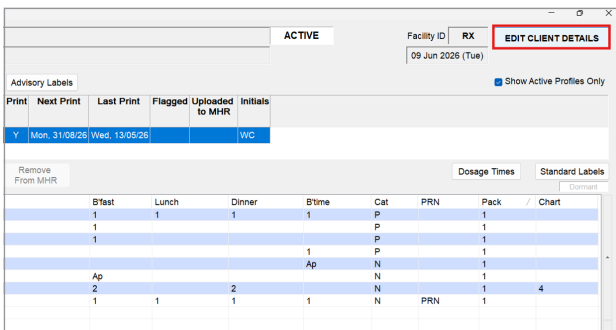 ACTIVE Facility ID RX EDIT CLIENT DETAILS
09 Jun 2026 (Tue)
Advisory Labels Show Active Profiles Only
Print Next Print Last Print Flagged Uploaded to MHR Initials
Y Mon, 31/08/26 Wed, 13/05/26 WC
Remove From MHR Dosage Times Standard Labels
Dormant
B'fast Lunch Dinner B'time Cat PRN Pack / Chart
1 1 1 1 P 1
1 P 1
1 P 1
1 P 1
Ap N 1
Ap N 1
2 2 N 1 4
1 1 1 1 N PRN 1